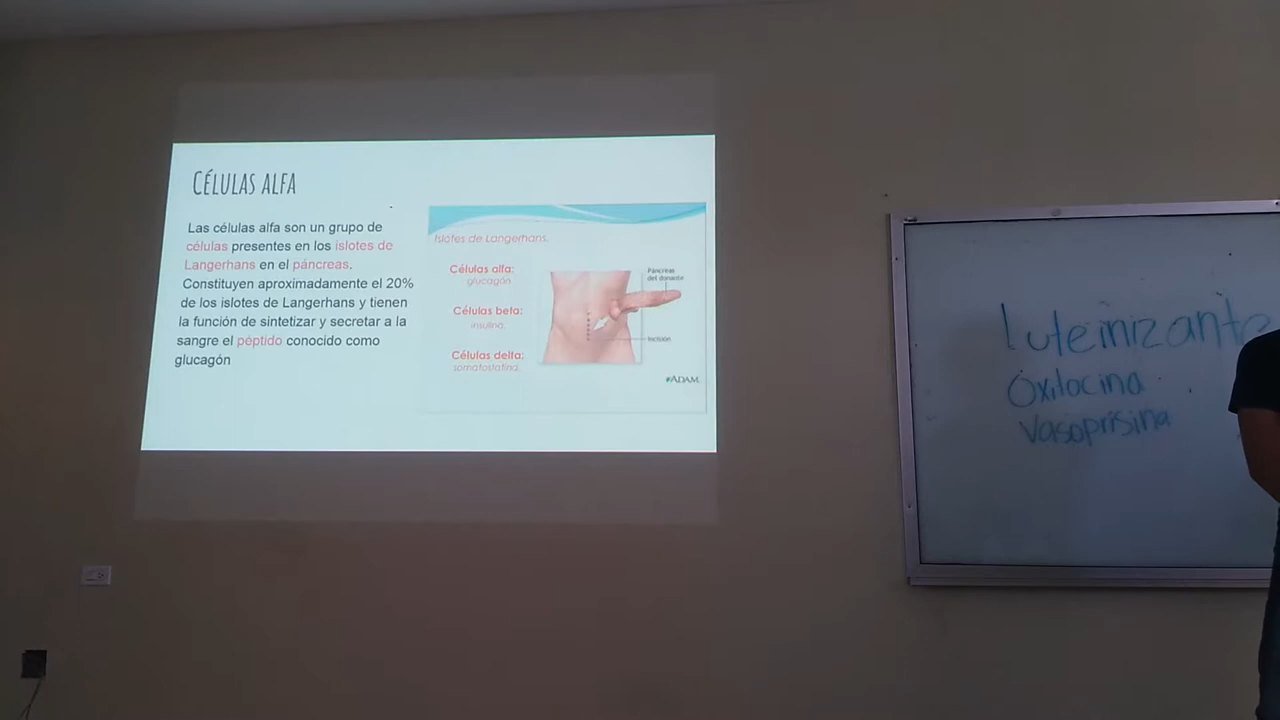 CÉLULAS ALFA
Las células alfa son un grupo de
células presentes en los islotes de
Langerhans en el páncreas.
Constituyen aproximadamente el 20%
de los islotes de Langerhans y tienen
la función de sintetizar y secretar a la
sangre el péptido conocido como
glucagón
Islotes de Langerhans.
Células alfa:
glucagón
Células beta:
insulina.
Células delta:
somatostatina.
Páncreas
del donante
Incisión
ADAM
Luteinizante
Oxitocina
Vasoprisina